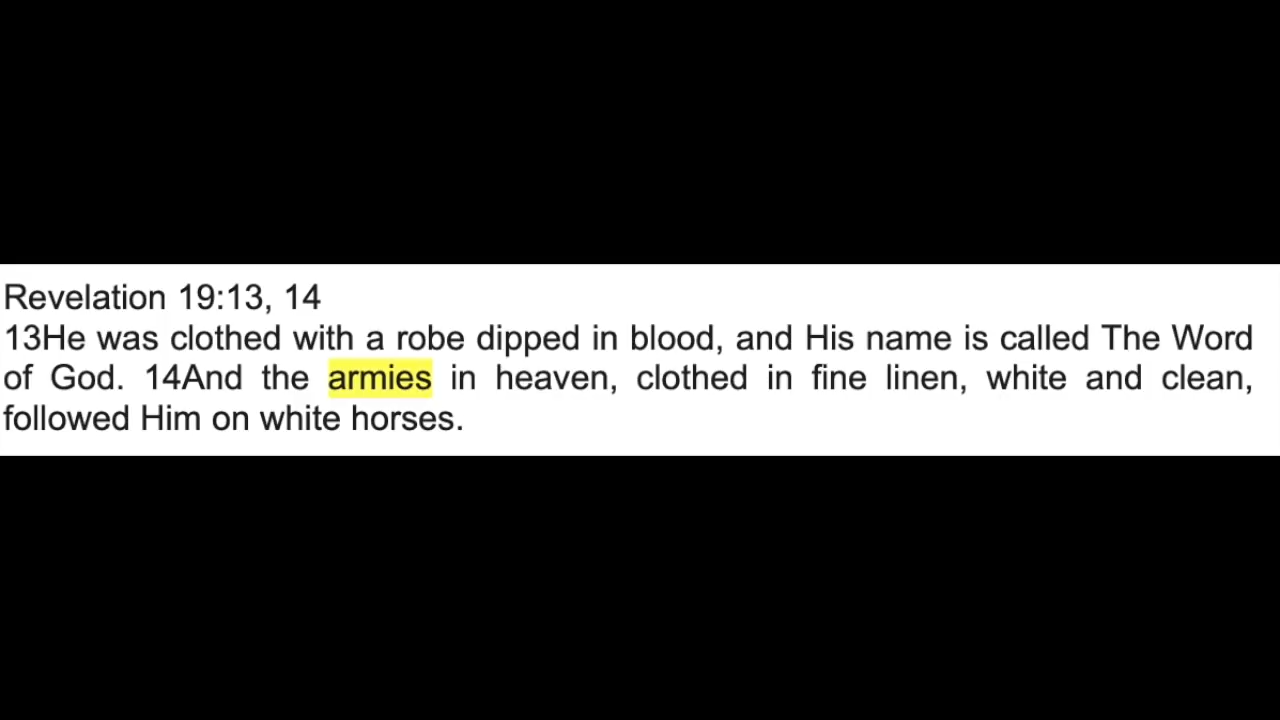 Revelation 19:13, 14
13He was clothed with a robe dipped in blood, and His name is called The Word
of God. 14And the armies in heaven, clothed in fine linen, white and clean,
followed Him on white horses.